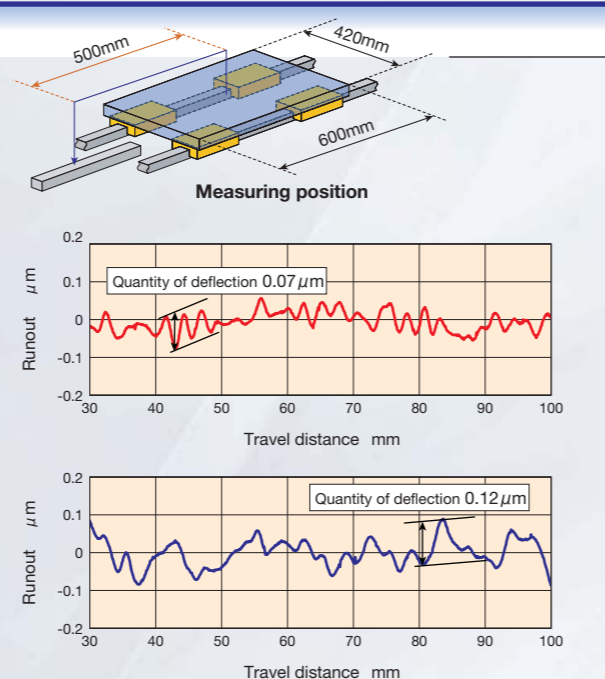 500mm
420mm
600mm
Measuring position
0.2
0.1
0
-0.1
-0.2
Runout μm
Quantity of deflection 0.07μm
30 40 50 60 70 80 90 100
Travel distance mm
0.2
0.1
0
-0.1
-0.2
Runout μm
Quantity of deflection 0.12μm
30 40 50 60 70 80 90 100
Travel distance mm